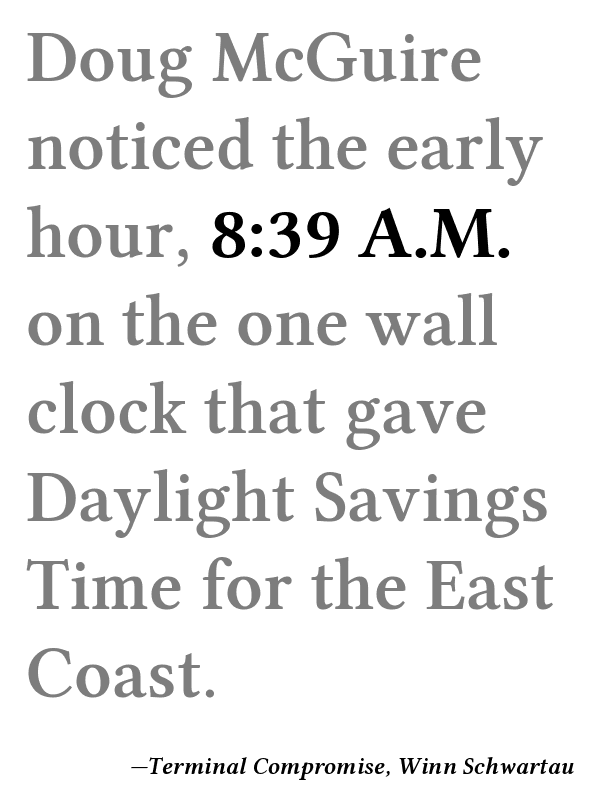 Doug McGuire
noticed the early
hour, 8:39 A.M.
on the one wall
clock that gave
Daylight Savings
Time for the East
Coast.
—Terminal Compromise, Winn Schwartau